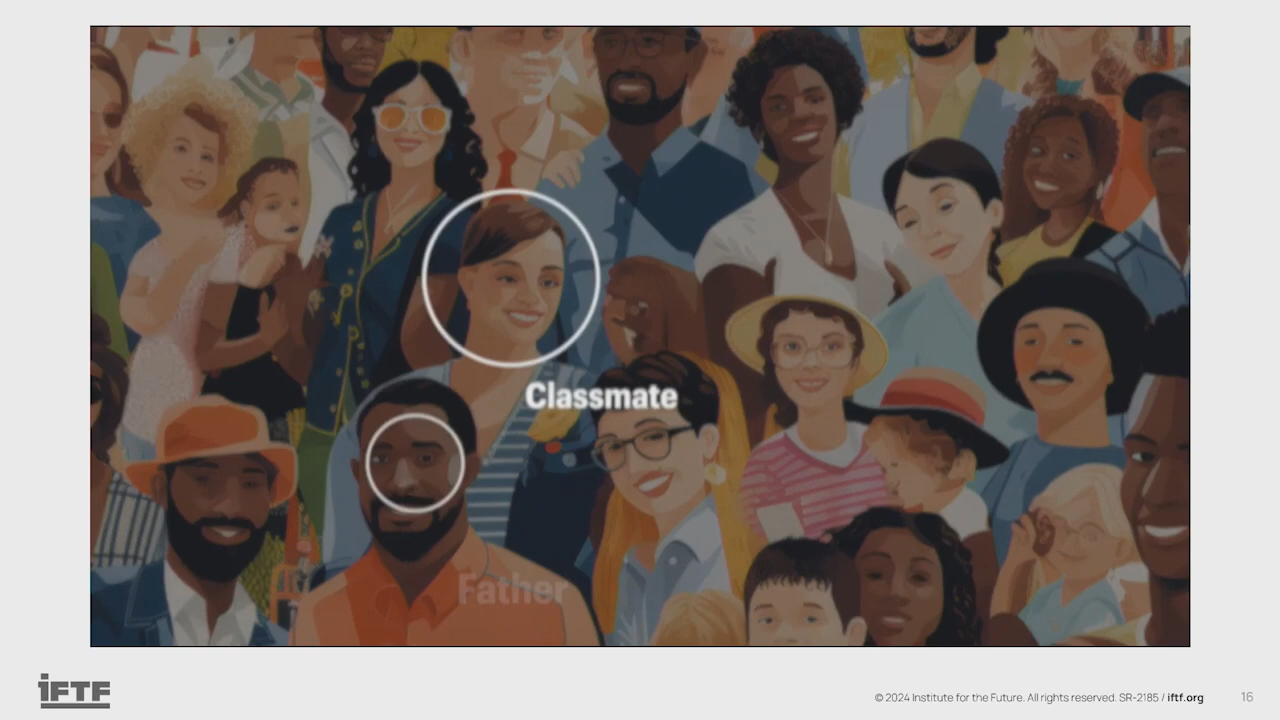 Classmate
Father
iFTF
© 2024 Institute for the Future. All rights reserved. SR-2185 / iftf.org
16